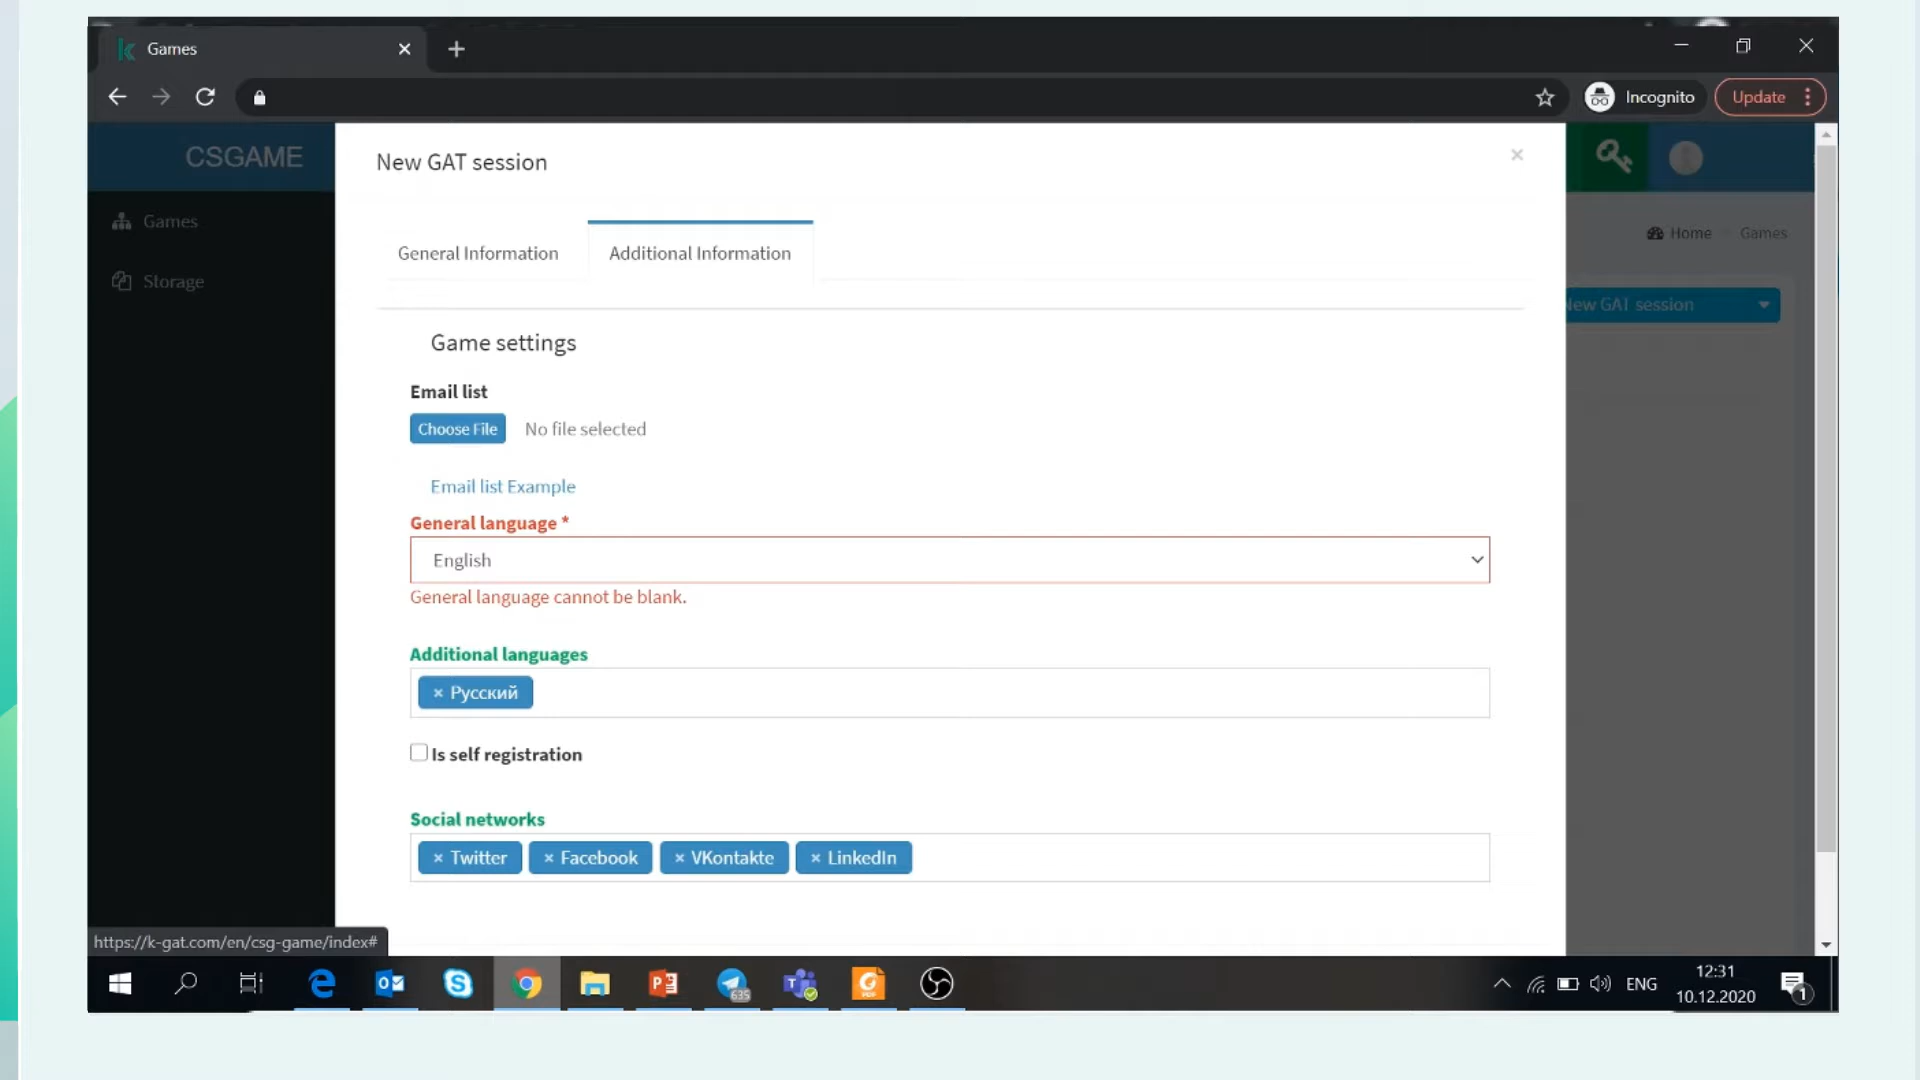 Games
Incognito
Update
CSGAME
New GAT session
Games
Storage
Home
Games
General Information
Additional Information
New GAT session
Game settings
Email list
Choose File
No file selected
Email list Example
General language *
English
General language cannot be blank.
Additional languages
× Русский
Is self registration
Social networks
× Twitter
× Facebook
× VKontakte
× LinkedIn
https://k-gat.com/en/csg-game/index#
635
ENG
12:31
10.12.2020
1